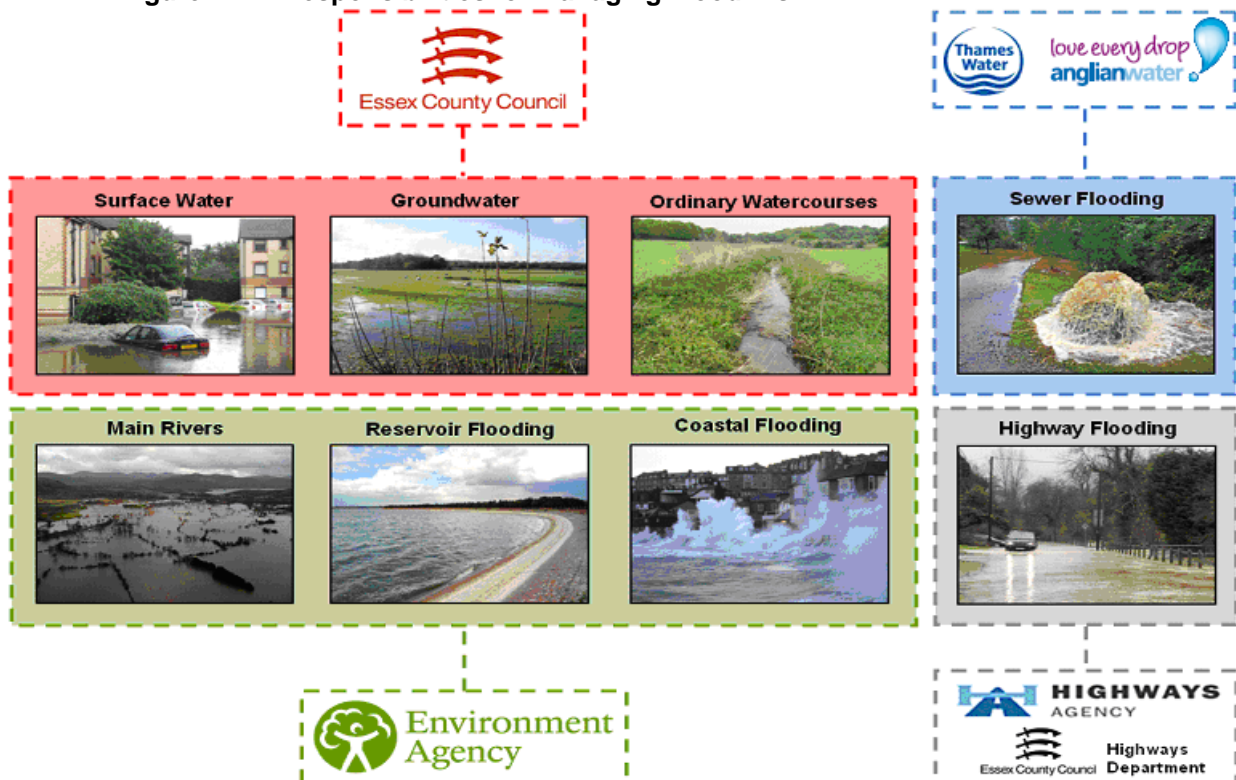 Essex County Council
Thames
Water
love every drop
anglianwater
Surface Water
Groundwater
Ordinary Watercourses
Sewer Flooding
Main Rivers
Reservoir Flooding
Coastal Flooding
Highway Flooding
Environment
Agency
HIGHWAYS
AGENCY
Essex County Council
Highways
Department